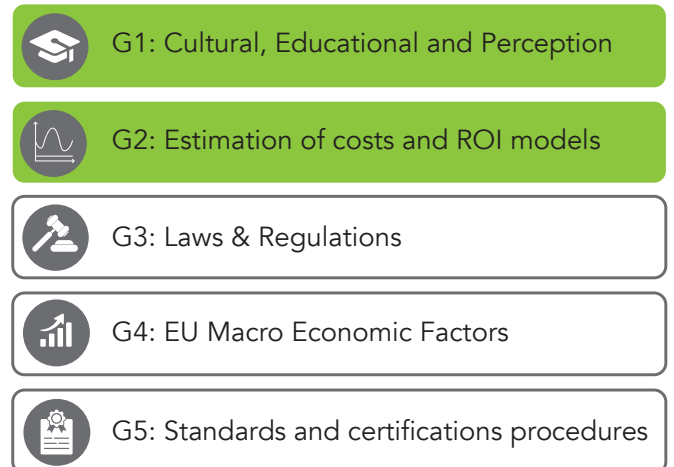 G1: Cultural, Educational and Perception
G2: Estimation of costs and ROI models
G3: Laws & Regulations
G4: EU Macro Economic Factors
G5: Standards and certifications procedures